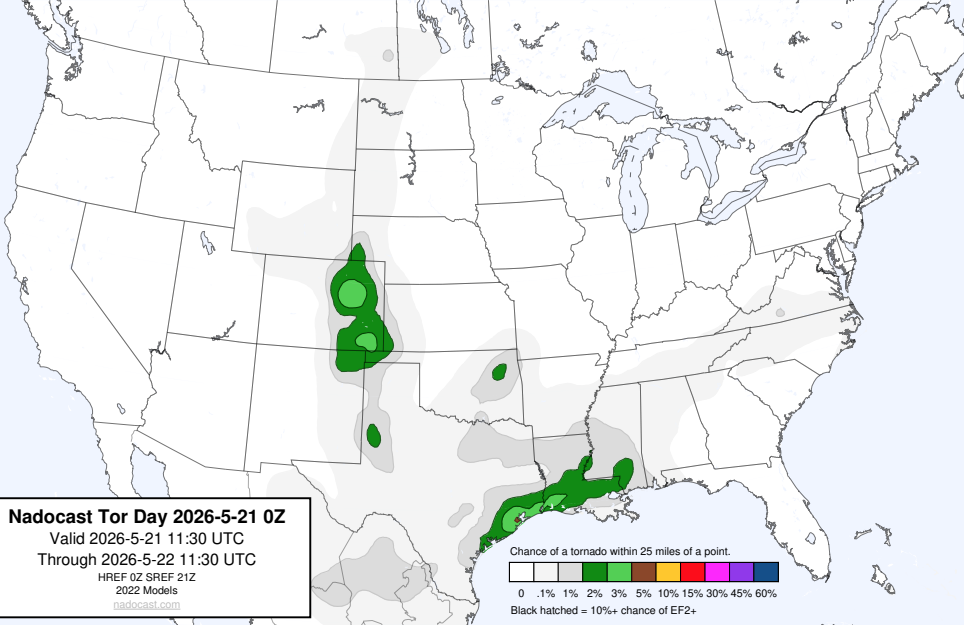 Nadocast Tor Day 2026-5-21 0Z
Valid 2026-5-21 11:30 UTC
Through 2026-5-22 11:30 UTC
HREF 0Z SREF 21Z
2022 Models
nadocast.com
Chance of a tornado within 25 miles of a point.
0 .1% 1% 2% 3% 5% 10% 15% 30% 45% 60%
Black hatched = 10%+ chance of EF2+